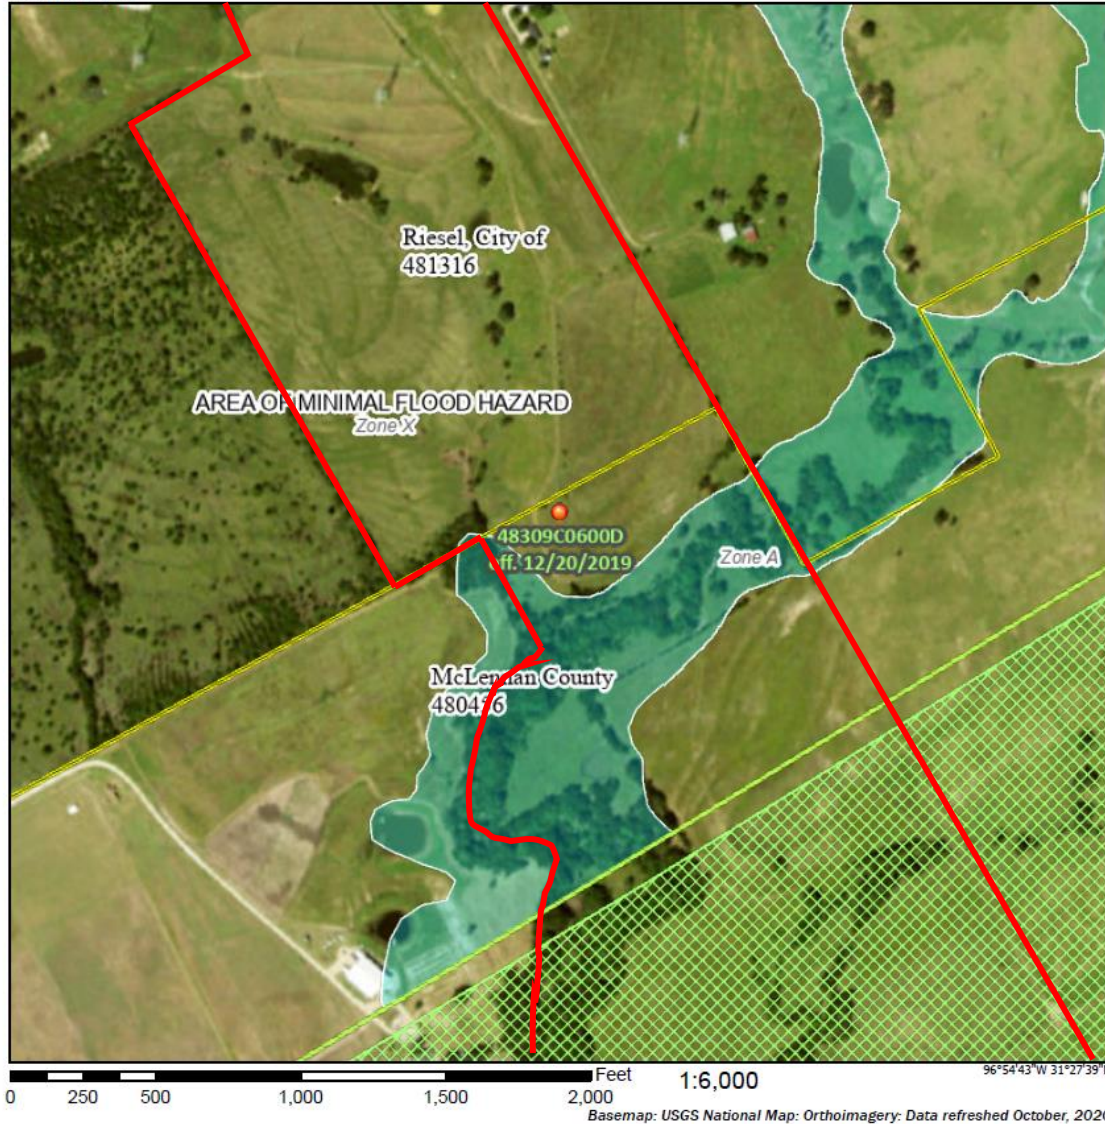 Riesel, City of
481316
AREA OF MINIMAL FLOOD HAZARD
Zone X
48309C0600D
eff. 12/20/2019
Zone A
McLennan County
480456
Feet
0 250 500 1,000 1,500 2,000
1:6,000
96°54'43"W 31°27'39"
Basemap: USGS National Map: Orthoimagery: Data refreshed October,